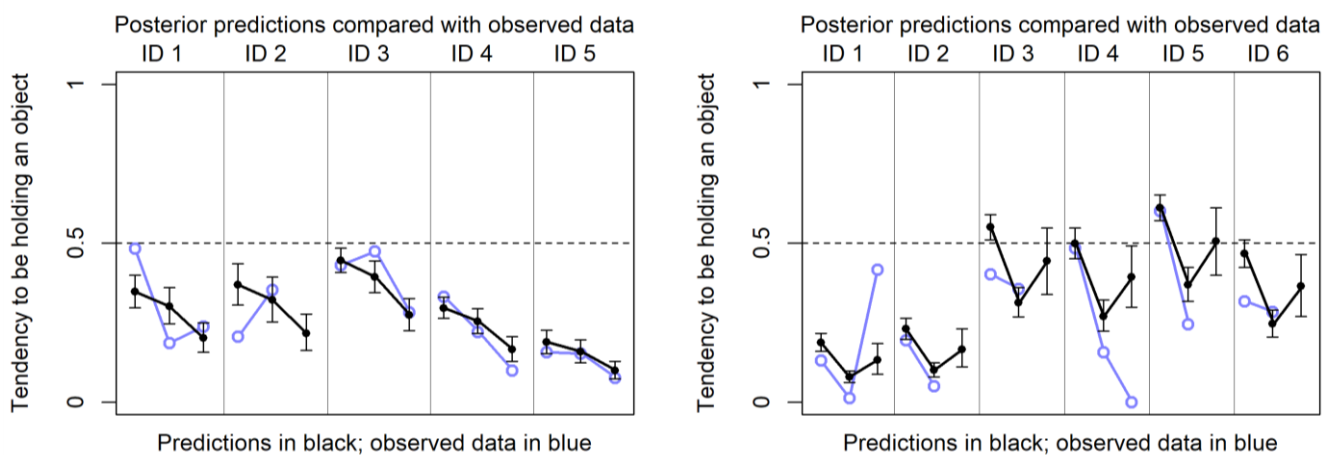 Posterior predictions compared with observed data
ID 1 ID 2 ID 3 ID 4 ID 5
Tendency to be holding an object
1
0.5
0
Predictions in black; observed data in blue
Posterior predictions compared with observed data
ID 1 ID 2 ID 3 ID 4 ID 5 ID 6
Tendency to be holding an object
1
0.5
0
Predictions in black; observed data in blue